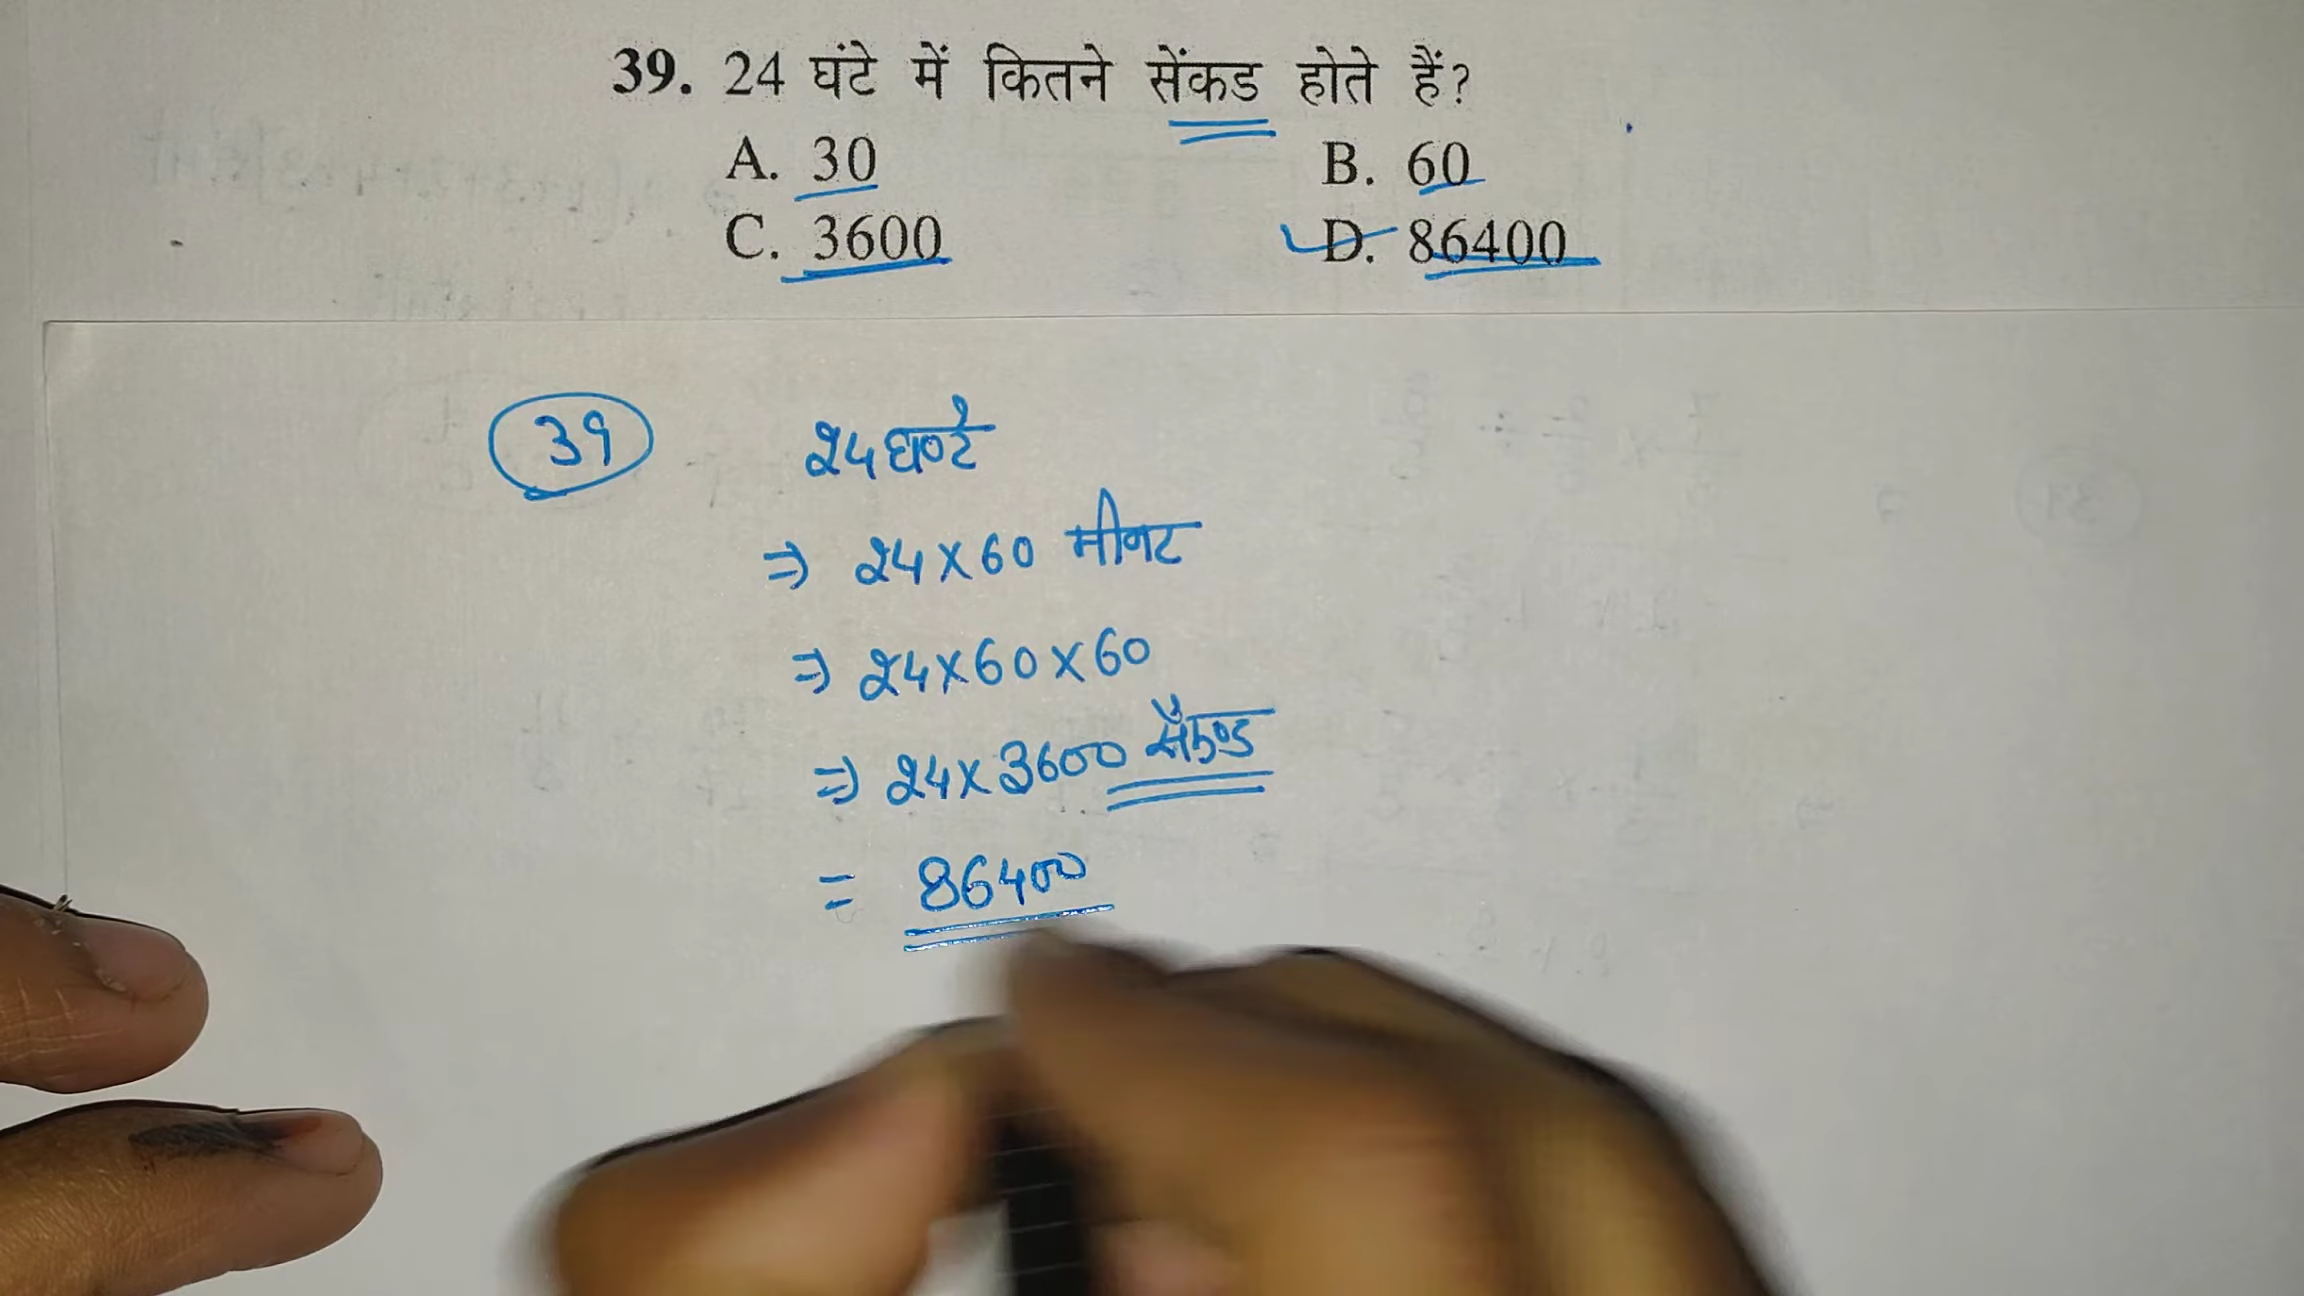 39. 24 घंटे में कितने सेंकड होते हैं?
A. 30 B. 60
C. 3600 D. 86400
39 24 घण्टे
⇒ 24 × 60 मीनट
⇒ 24 × 60 × 60
⇒ 24 × 3600 सैकण्ड
= 86400